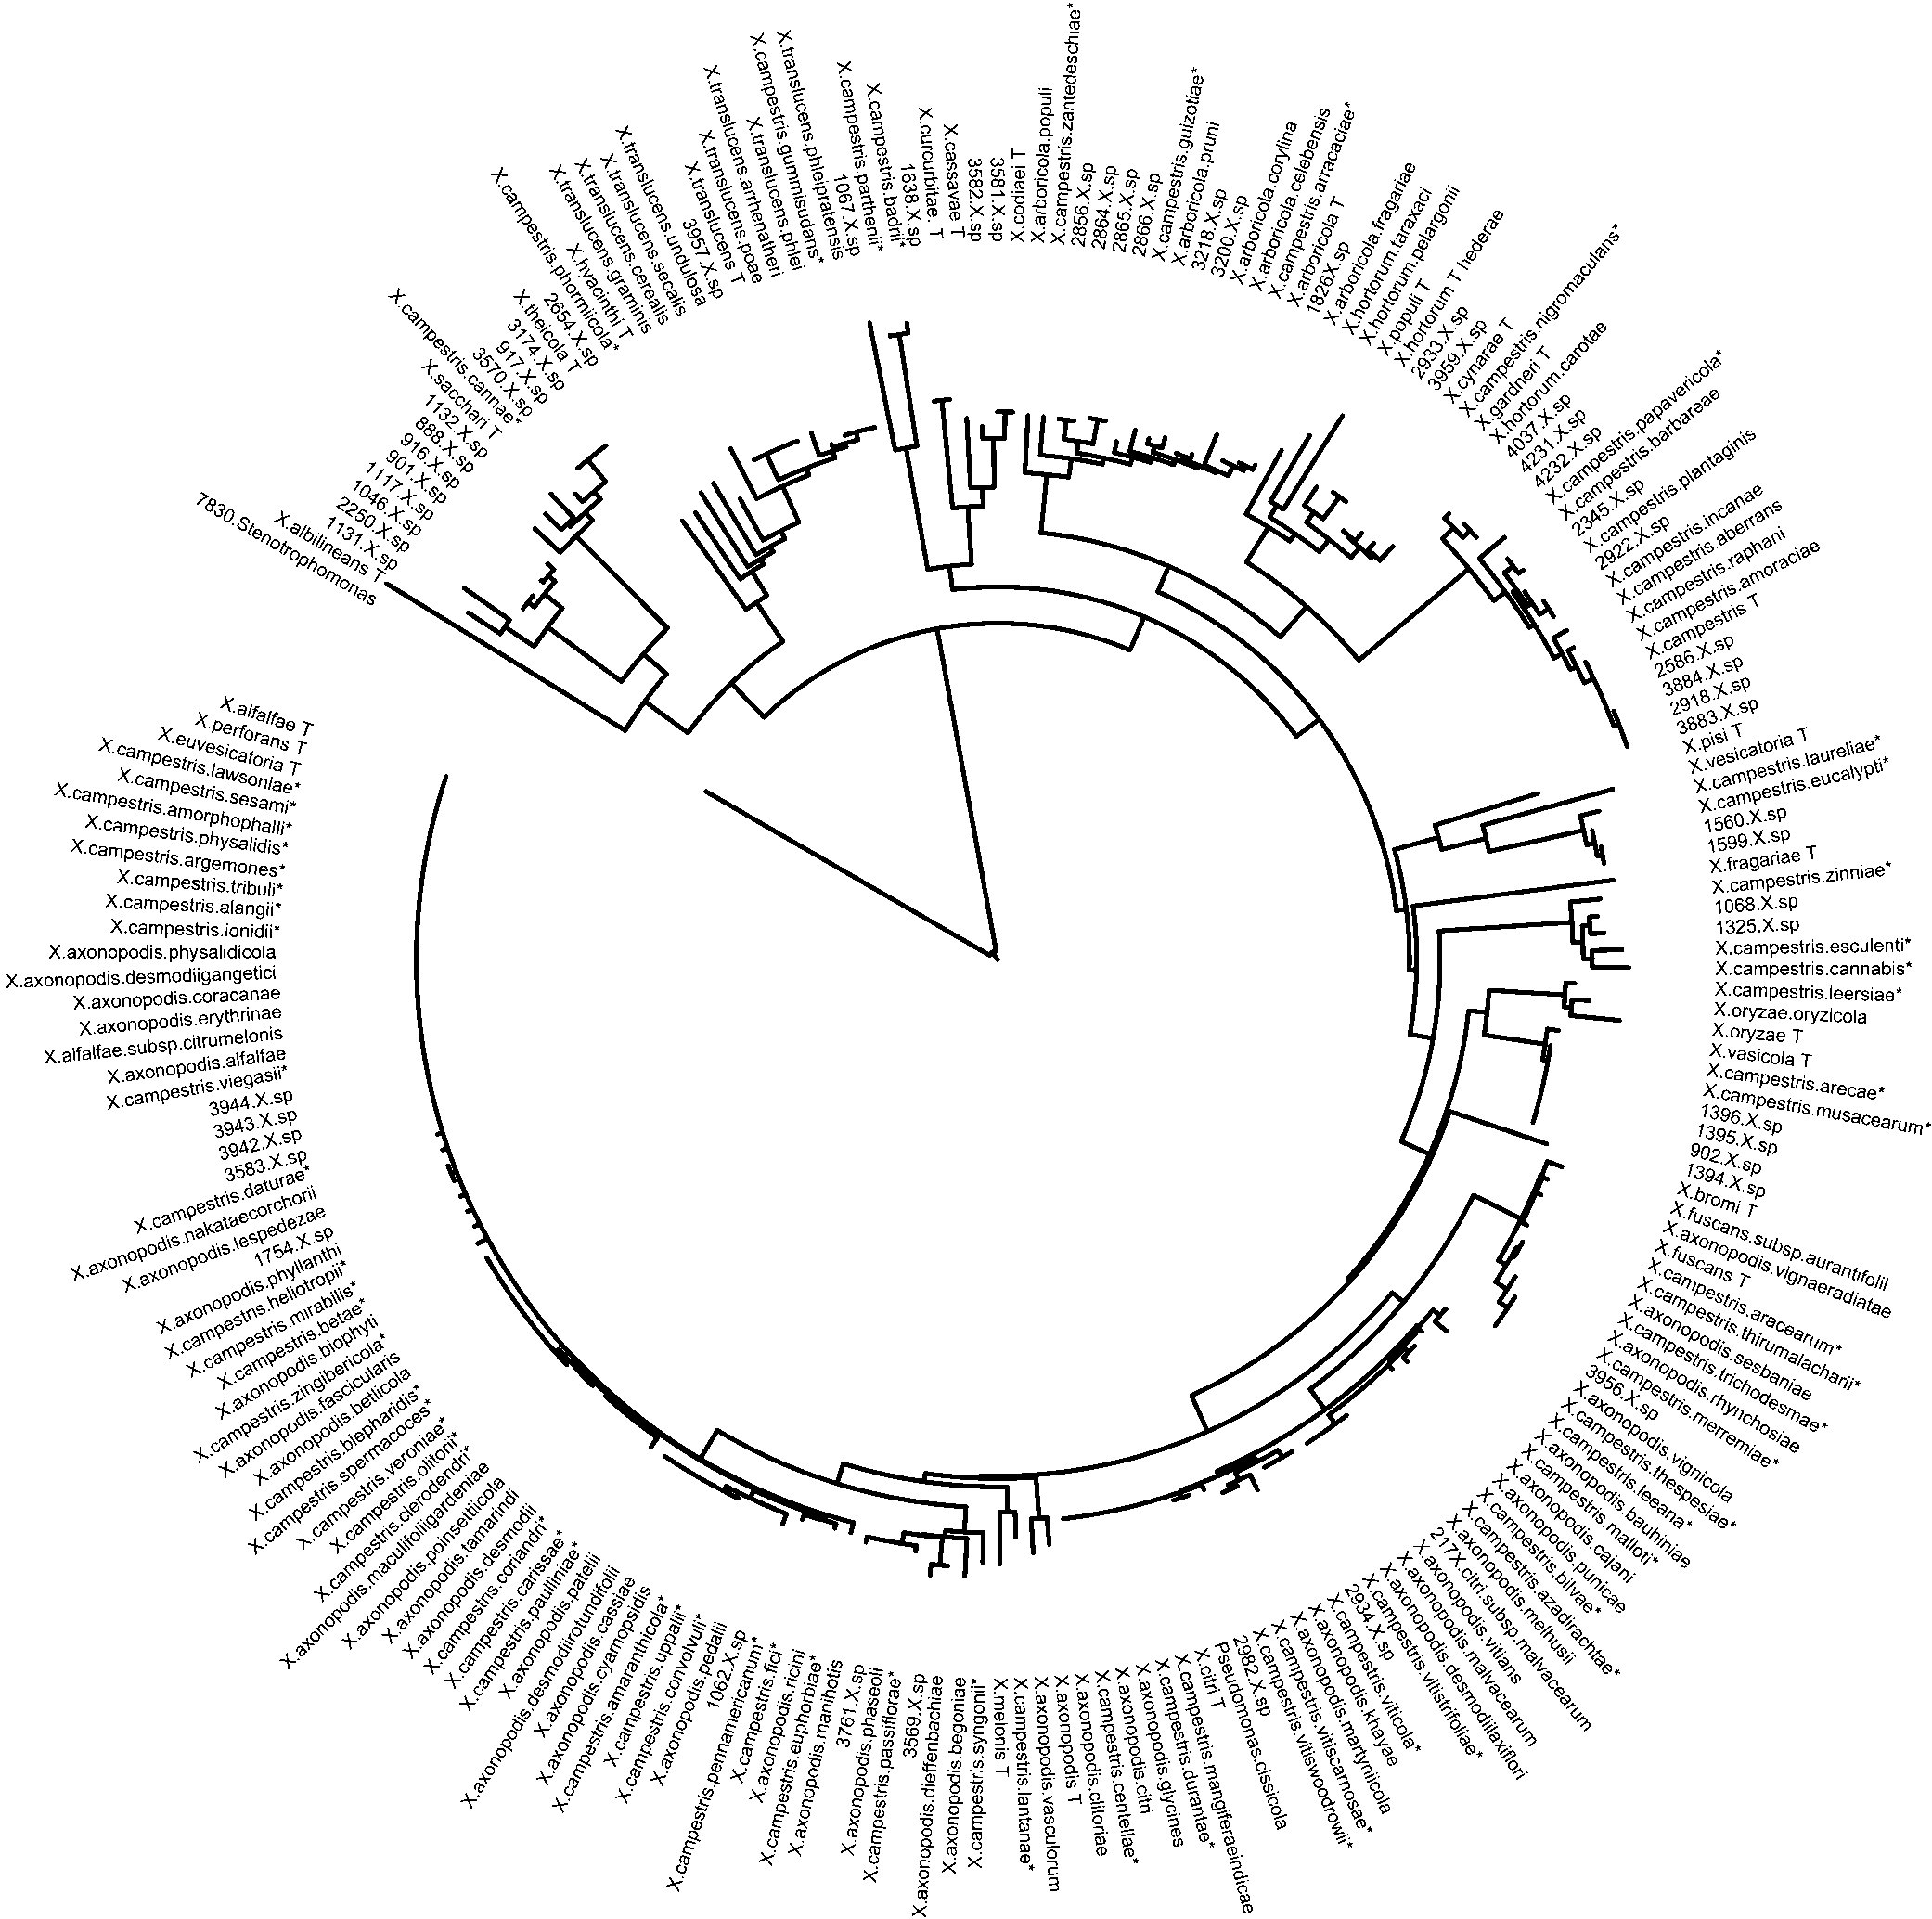 7830.Stenotrophomonas
X.albilineans T
1131.X.sp
2250.X.sp
1046.X.sp
1117.X.sp
901.X.sp
916.X.sp
888.X.sp
1132.X.sp
X.sacchari T
X.campestris.cannae*
3570.X.sp
917.X.sp
3174.X.sp
X.theicola T
2654.X.sp
X.campestris.phormiicola*
X.hyacinthi T
X.translucens.graminis
X.translucens.cerealis
X.translucens.secalis
X.translucens.undulosa
3957.X.sp
X.translucens T
X.translucens.poae
X.translucens.arrhenatheri
X.translucens.phlei
X.campestris.gummisudans*
X.translucens.phleipratensis
1067.X.sp
X.campestris.parthenii*
X.campestris.badrii*
1638.X.sp
X.curcurbitae. T
X.cassavae T
3582.X.sp
3581.X.sp
X.codiaei T
X.arboricola.populi
X.campestris.zantedeschiae*
2856.X.sp
2864.X.sp
2865.X.sp
2866.X.sp
X.campestris.guizotiae*
X.arboricola.pruni
3218.X.sp
3200.X.sp
X.arboricola.corylina
X.arboricola.celebensis
X.campestris.arracaciae*
X.arboricola T
1826X.sp
X.arboricola.fragariae
X.hortorum.taraxaci
X.hortorum.pelargonii
X.populi T
X.hortorum T hederae
2933.X.sp
3959.X.sp
X.cynarae T
X.campestris.nigromaculans*
X.gardneri T
X.hortorum.carotae
4037.X.sp
4231.X.sp
4232.X.sp
X.campestris.papavericola*
X.campestris.barbareae
2345.X.sp
X.campestris.plantaginis
2922.X.sp
X.campestris.incanae
X.campestris.aberrans
X.campestris.raphani
X.campestris.amoraciae
X.campestris T
2586.X.sp
3884.X.sp
2918.X.sp
3883.X.sp
X.pisi T
X.vesicatoria T
X.campestris.laureliae*
X.campestris.eucalypti*
1560.X.sp
1599.X.sp
X.fragariae T
X.campestris.zinniae*
1068.X.sp
1325.X.sp
X.campestris.esculenti*
X.campestris.cannabis*
X.campestris.leersiae*
X.oryzae.oryzicola
X.oryzae T
X.vasicola T
X.campestris.arecae*
X.campestris.musacearum*
1396.X.sp
1395.X.sp
902.X.sp
1394.X.sp
X.bromi T
X.fuscans.subsp.aurantifolii
X.axonopodis.vignaeradiatae
X.fuscans T
X.campestris.aracearum*
X.campestris.thirumalacharii*
X.axonopodis.sesbaniae
X.campestris.trichodesmae*
X.axonopodis.rhynchosiae
X.campestris.merremiae*
3956.X.sp
X.axonopodis.vignicola
X.campestris.thespesiae*
X.axonopodis.bauhiniae
X.campestris.leeana*
X.campestris.malloti*
X.axonopodis.cajani
X.axonopodis.punicae
X.campestris.bilvae*
X.campestris.azadirachtae*
X.axonopodis.melhusii
217X.citri.subsp.malvacearum
X.axonopodis.vitians
X.axonopodis.malvacearum
X.axonopodis.desmodiilaxiflori
X.campestris.vitistrifoliae*
2934.X.sp
X.campestris.viticola*
X.axonopodis.khayae
X.axonopodis.martyniicola
X.campestris.vitiscarnosae*
X.campestris.vitiswoodrowii*
2982.X.sp
Pseudomonas.cissicola
X.citri T
X.campestris.mangiferaeindicae
X.campestris.durantae*
X.axonopodis.glycines
X.axonopodis.citri
X.campestris.centellae*
X.axonopodis.clitoriae
X.axonopodis T
X.axonopodis.vasculorum
X.campestris.lantanae*
X.melonis T
X.campestris.syngonii*
X.axonopodis.begoniae
X.axonopodis.dieffenbachiae
3569.X.sp
X.campestris.passiflorae*
X.axonopodis.phaseoli
3761.X.sp
X.axonopodis.manihotis
X.campestris.euphorbiae*
X.axonopodis.ricini
X.campestris.fici*
X.campestris.pennamericanum*
1062.X.sp
X.axonopodis.pedalii
X.campestris.convolvuli*
X.campestris.uppalii*
X.campestris.amaranthicola*
X.axonopodis.cyamopsidis
X.axonopodis.cassiae
X.axonopodis.desmodiirotundifolii
X.axonopodis.patelii
X.campestris.paulliniae*
X.campestris.carissae*
X.campestris.coriandri*
X.axonopodis.desmodii
X.axonopodis.tamarindi
X.axonopodis.poinsettiicola
X.axonopodis.maculifoliigardeniae
X.campestris.clerodendri*
X.campestris.olitorii*
X.campestris.veroniae*
X.campestris.spermacoces*
X.campestris.blepharidis*
X.axonopodis.betlicola
X.axonopodis.fascicularis
X.campestris.zingibericola*
X.axonopodis.biophyti
X.campestris.betae*
X.campestris.mirabilis*
X.campestris.heliotropii*
X.axonopodis.phyllanthi
1754.X.sp
X.axonopodis.lespedezae
X.axonopodis.nakataecorchorii
X.campestris.daturae*
3583.X.sp
3942.X.sp
3943.X.sp
3944.X.sp
X.campestris.viegasii*
X.axonopodis.alfalfae
X.alfalfae.subsp.citrumelonis
X.axonopodis.erythrinae
X.axonopodis.coracanae
X.axonopodis.desmodiigangetici
X.axonopodis.physalidicola
X.campestris.ionidii*
X.campestris.alangii*
X.campestris.tribuli*
X.campestris.argemones*
X.campestris.physalidis*
X.campestris.amorphophalli*
X.campestris.sesami*
X.campestris.lawsoniae*
X.euvesicatoria T
X.perforans T
X.alfalfae T